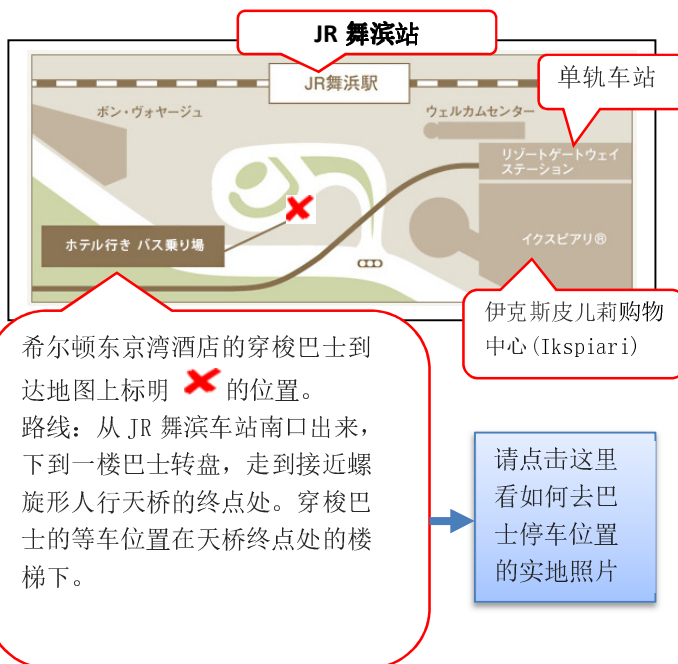 JR 舞滨站
JR舞浜駅
单轨车站
ボン・ヴォヤージュ
ウェルカムセンター
リゾートゲートウェイ
ステーション
ホテル行き バス乗り場
イクスピアリ®
伊克斯皮儿莉购物
中心(Ikspiari)
希尔顿东京湾酒店的穿梭巴士到
达地图上标明 的位置。
路线：从 JR 舞滨车站南口出来，
下到一楼巴士转盘，走到接近螺
旋形人行天桥的终点处。穿梭巴
士的等车位置在天桥终点处的楼
梯下。
请点击这里
看如何去巴
士停车位置
的实地照片